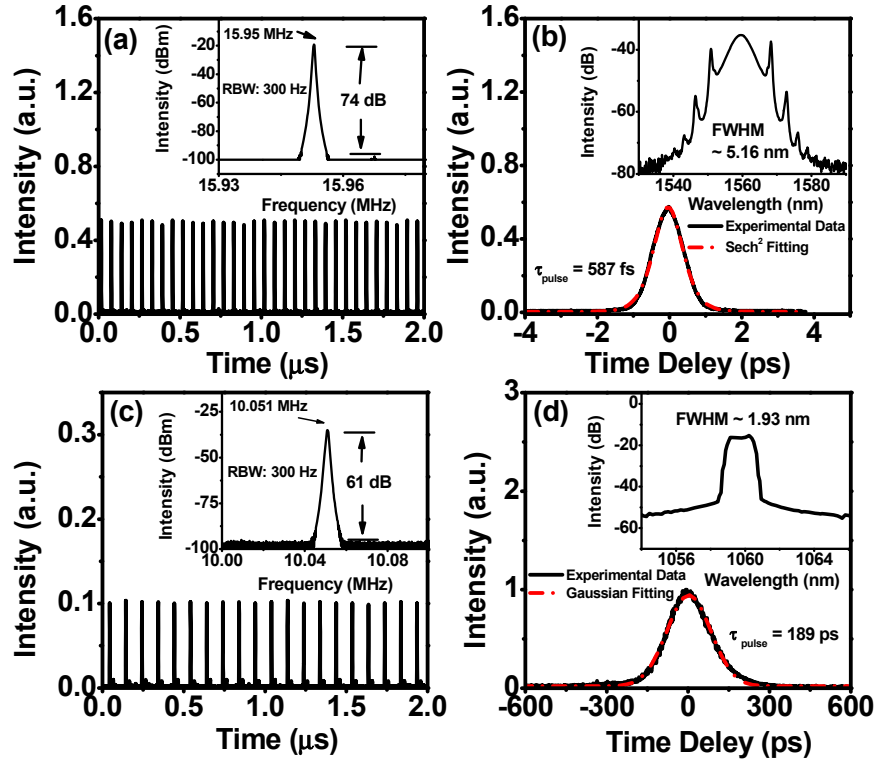 (a)
Intensity (a.u.)
1.6
1.2
0.8
0.4
0.0
0.0 0.5 1.0 1.5 2.0
Time (μs)
Intensity (dBm)
-20
-40
-60
-80
-100
15.95 MHz
RBW: 300 Hz
74 dB
15.93 15.96
Frequency (MHz)
(b)
Intensity (a.u.)
1.6
1.2
0.8
0.4
0.0
-4 -2 0 2 4
Time Deley (ps)
Intensity (dB)
-40
-60
-80
FWHM
~ 5.16 nm
1540 1560 1580
Wavelength (nm)
Experimental Data
Sech² Fitting
τpulse = 587 fs
(c)
Intensity (a.u.)
0.3
0.2
0.1
0.0
0.0 0.5 1.0 1.5 2.0
Time (μs)
Intensity (dBm)
-25
-50
-75
-100
10.051 MHz
RBW: 300 Hz
61 dB
10.00 10.04 10.08
Frequency (MHz)
(d)
Intensity (a.u.)
3
2
1
0
-600 -300 0 300 600
Time Deley (ps)
Intensity (dB)
0
-20
-40
-60
FWHM ~ 1.93 nm
1056 1060 1064
Wavelength (nm)
Experimental Data
Gaussian Fitting
τ pulse = 189 ps